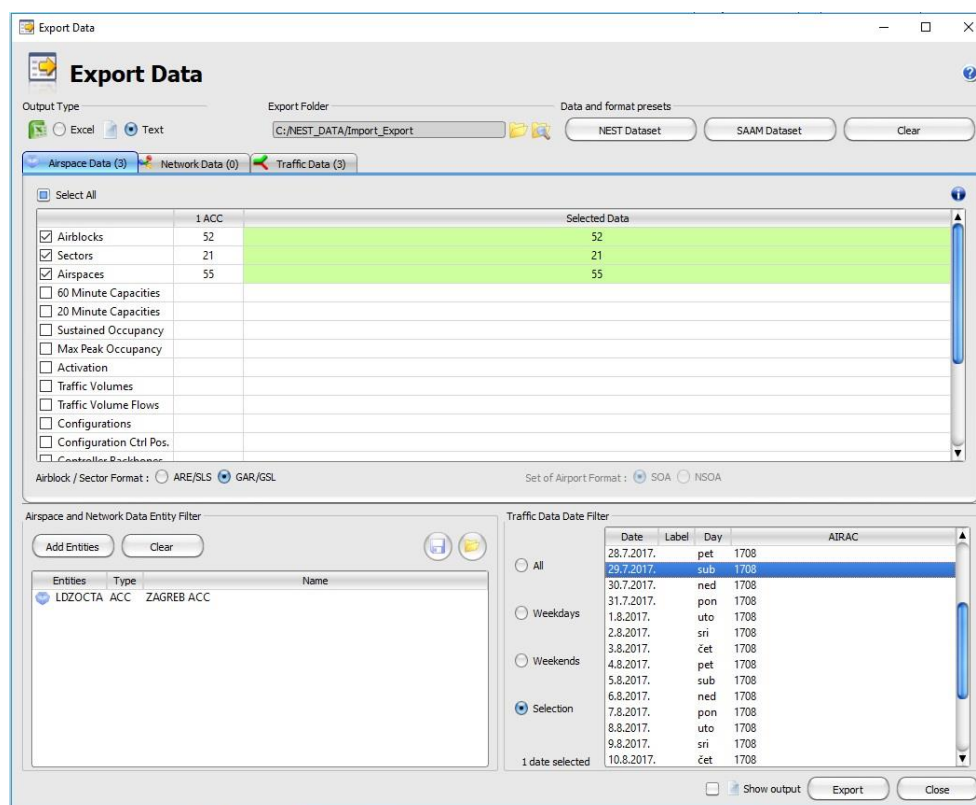 Export Data
Export Data
Output Type
Export Folder
Data and format presets
Excel
Text
C:/NEST_DATA/Import_Export
NEST Dataset
SAAM Dataset
Clear
Airspace Data (3)
Network Data (0)
Traffic Data (3)
Select All
1 ACC Selected Data
Airblocks 52 52
Sectors 21 21
Airspaces 55 55
60 Minute Capacities
20 Minute Capacities
Sustained Occupancy
Max Peak Occupancy
Activation
Traffic Volumes
Traffic Volume Flows
Configurations
Configuration Ctrl Pos.
Controller Backbones
Airblock / Sector Format : ARE/SLS GAR/GSL
Set of Airport Format : SOA NSOA
Airspace and Network Data Entity Filter
Add Entities
Clear
Entities Type Name
LDZOCTA ACC ZAGREB ACC
Traffic Data Date Filter
All
Weekdays
Weekends
Selection
1 date selected
Date Label Day AIRAC
28.7.2017. pet 1708
29.7.2017. sub 1708
30.7.2017. ned 1708
31.7.2017. pon 1708
1.8.2017. uto 1708
2.8.2017. sri 1708
3.8.2017. čet 1708
4.8.2017. pet 1708
5.8.2017. sub 1708
6.8.2017. ned 1708
7.8.2017. pon 1708
8.8.2017. uto 1708
9.8.2017. sri 1708
10.8.2017. čet 1708
Show output
Export
Close